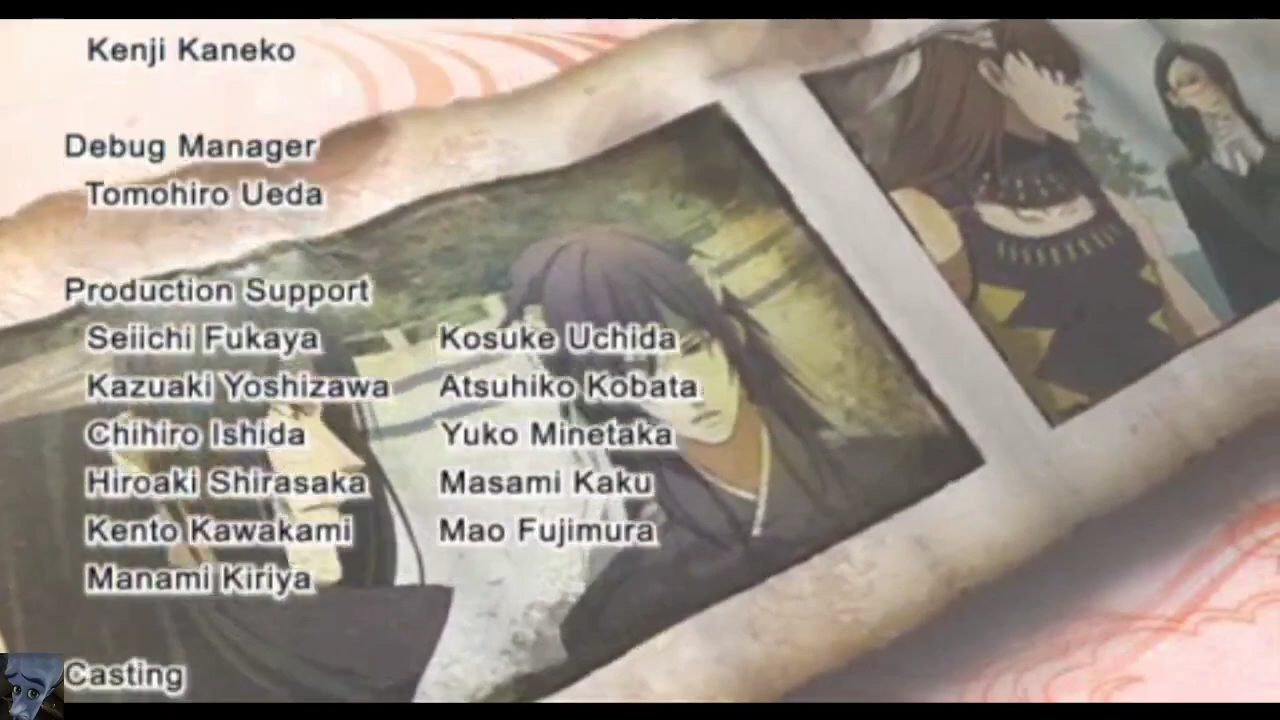 Kenji Kaneko
Debug Manager
Tomohiro Ueda
Production Support
Seiichi Fukaya Kosuke Uchida
Kazuaki Yoshizawa Atsuhiko Kobata
Chihiro Ishida Yuko Minetaka
Hiroaki Shirasaka Masami Kaku
Kento Kawakami Mao Fujimura
Manami Kiriya
Casting